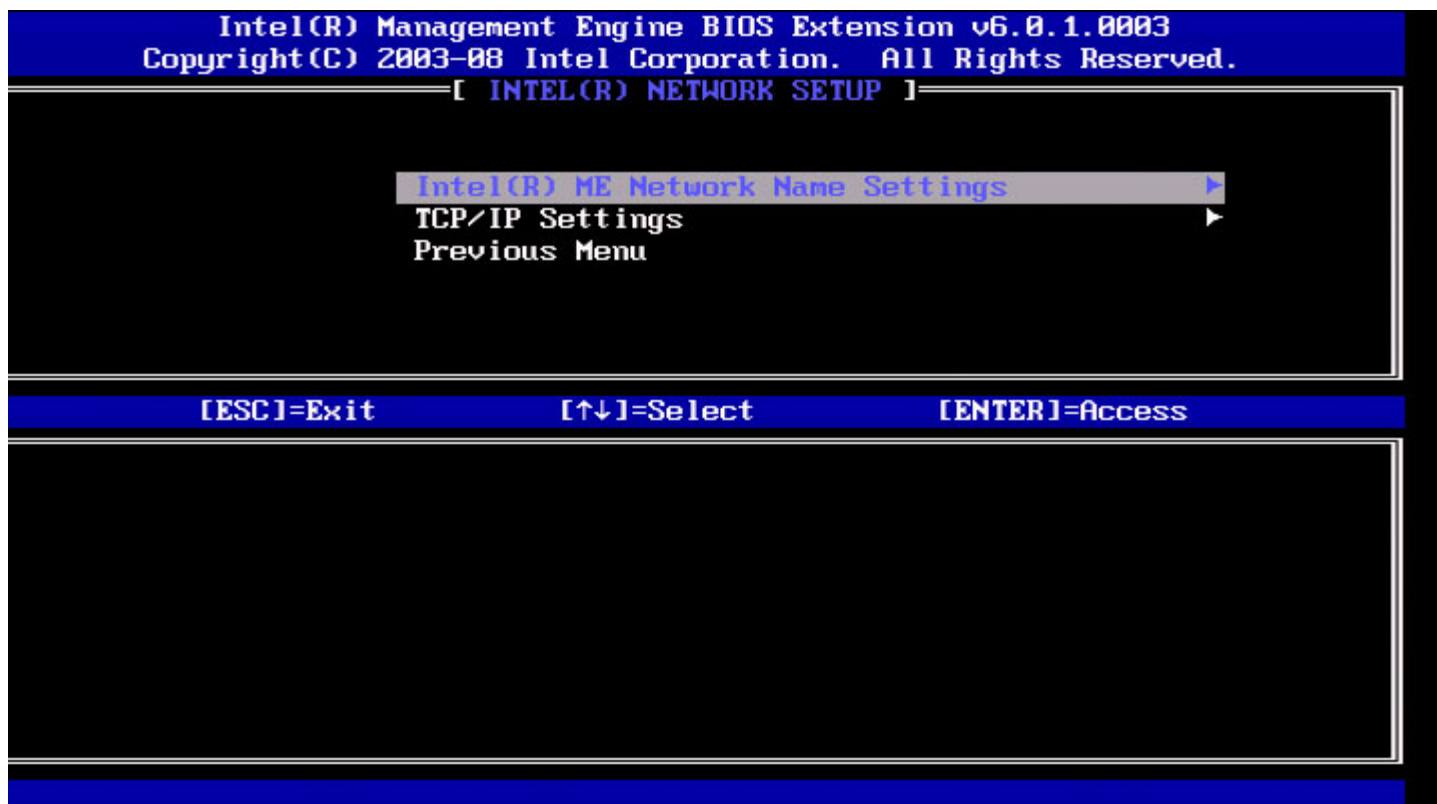 Intel(R) Management Engine BIOS Extension v6.0.1.0003
Copyright(C) 2003-08 Intel Corporation. All Rights Reserved.
[ INTEL(R) NETWORK SETUP ]
Intel(R) ME Network Name Settings ►
TCP/IP Settings ►
Previous Menu
[ESC]=Exit [↑↓]=Select [ENTER]=Access